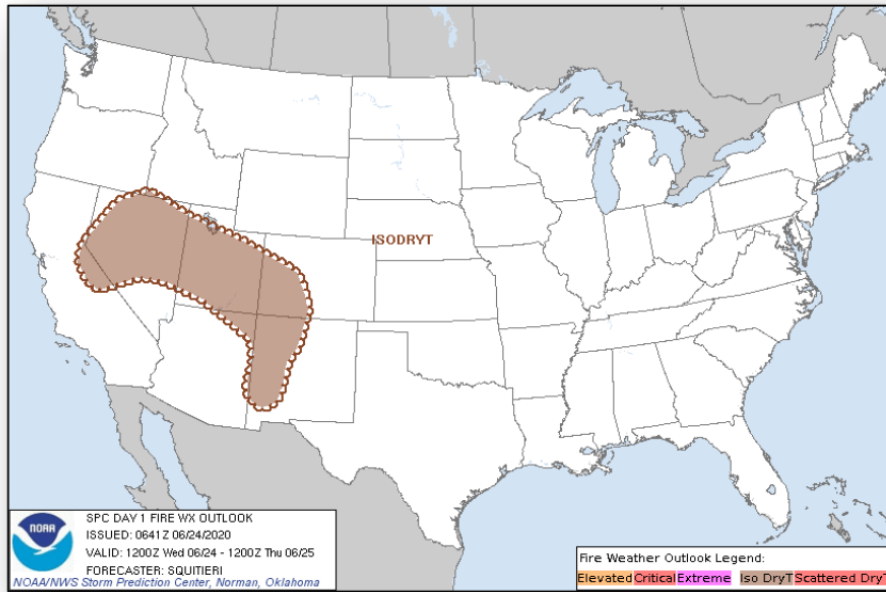 ISODRYT
NOAA
SPC DAY 1 FIRE WX OUTLOOK
ISSUED: 0641Z 06/24/2020
VALID: 1200Z Wed 06/24 - 1200Z Thu 06/25
FORECASTER: SQUITIERI
NOAA/NWS Storm Prediction Center, Norman, Oklahoma
Fire Weather Outlook Legend:
Elevated Critical Extreme Iso DryT Scattered DryT